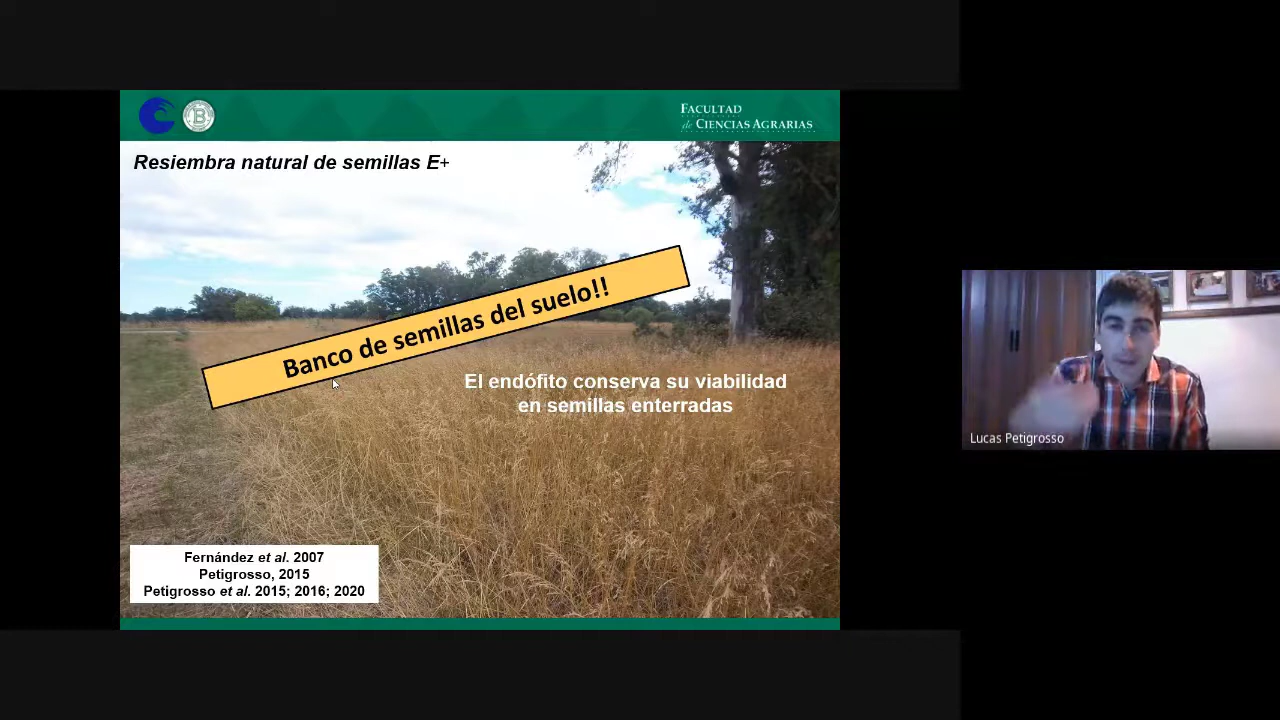 FACULTAD
de CIENCIAS AGRARIAS
Resiembra natural de semillas E+
Banco de semillas del suelo!!
El endófito conserva su viabilidad
en semillas enterradas
Fernández et al. 2007
Petigrosso, 2015
Petigrosso et al. 2015; 2016; 2020
Lucas Petigrosso